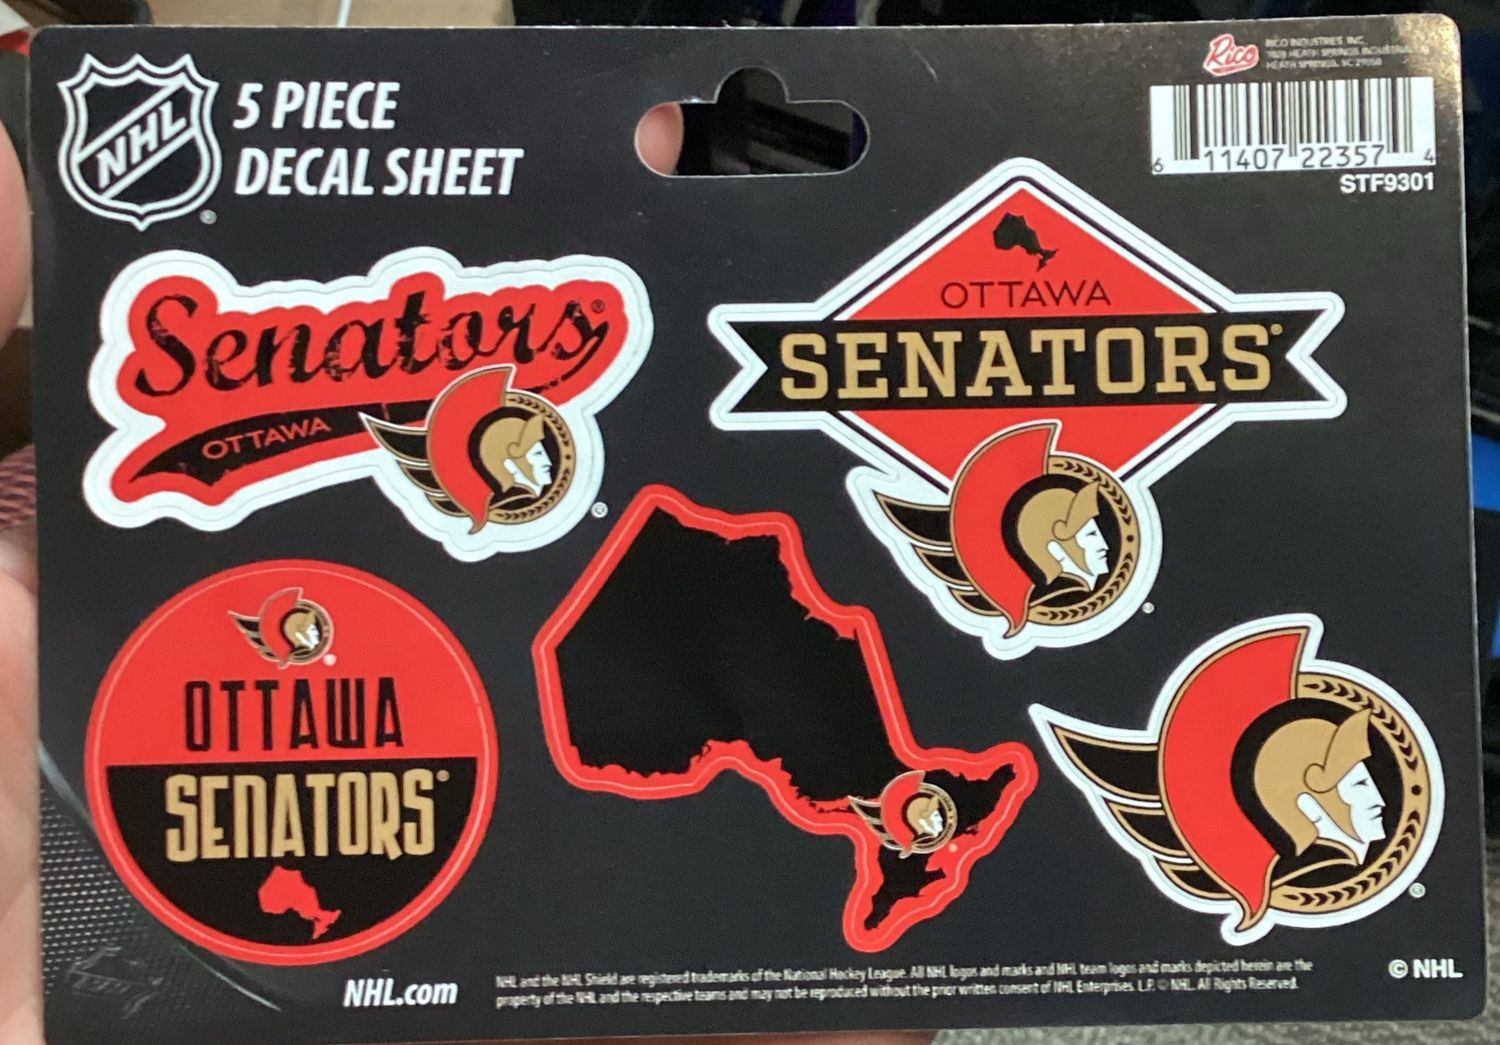 NHL
®
5 PIECE
DECAL SHEET
Rico
RICO INDUSTRIES, INC.
HEATH SPRINGS, SC 29058
6 11407 22357 4
STF9301
Senators®
OTTAWA
®
OTTAWA
SENATORS®
®
OTTAWA
SENATORS®
®
NHL.com
NHL and the NHL Shield are registered trademarks of the National Hockey League. All NHL logos and marks and NHL team logos and marks depicted herein are the
property of the NHL and the respective teams and may not be reproduced without the prior written consent of NHL Enterprises, L.P. © NHL. All Rights Reserved.
© NHL